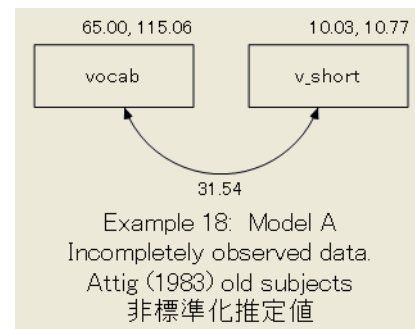 65.00, 115.06
10.03, 10.77
vocab
v_short
31.54
Example 18: Model A
Incompletely observed data.
Attig (1983) old subjects
非標準化推定値